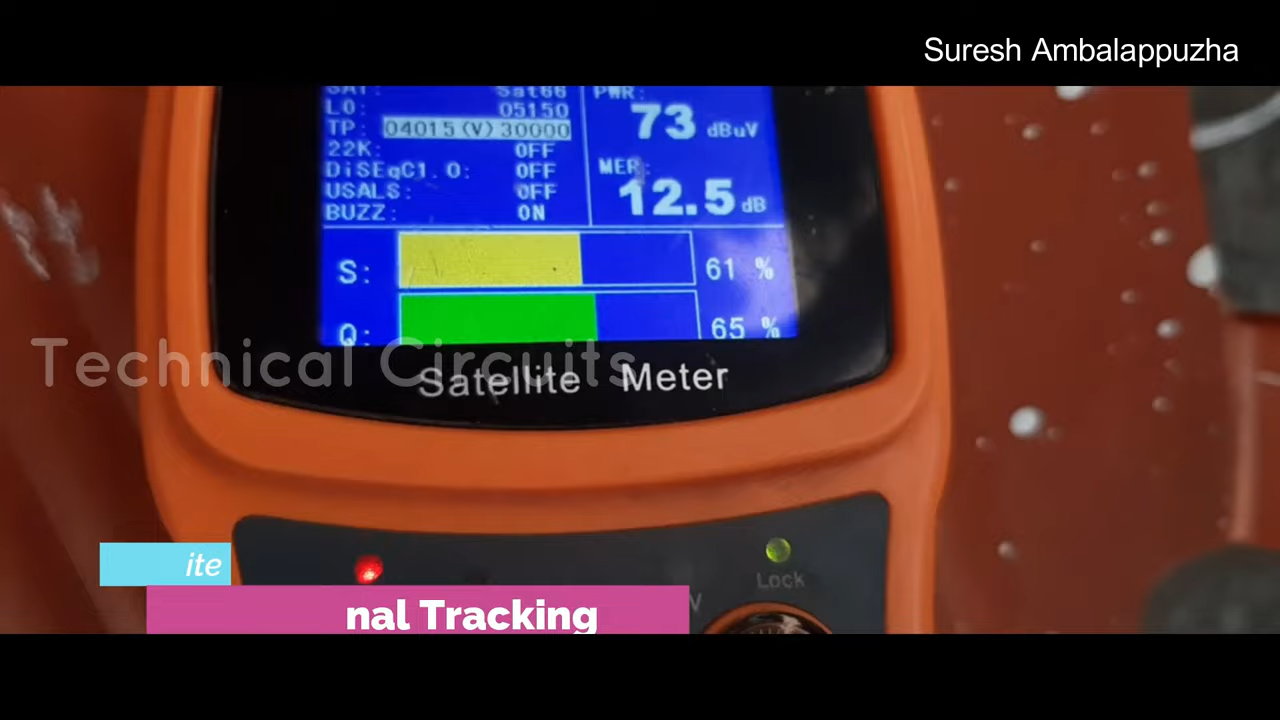 Suresh Ambalappuzha
SAT: Sat66
LO: 05150
TP: 04015(V)30000
22K: OFF
DiSEqC1.0: OFF
USALS: OFF
BUZZ: ON
PWR:
73 dBuV
MER:
12.5 dB
S: 61 %
Q: 65 %
Technical Circuits
Satellite Meter
Lock
V
ite
nal Tracking